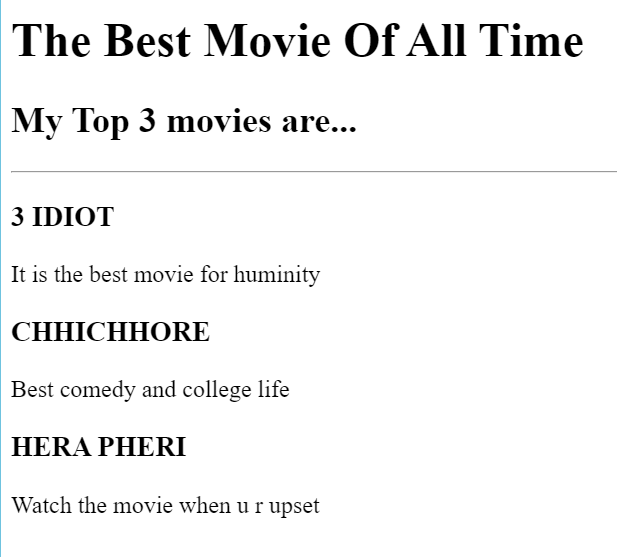 The Best Movie Of All Time
My Top 3 movies are...
3 IDIOT
It is the best movie for huminity
CHHICHHORE
Best comedy and college life
HERA PHERI
Watch the movie when u r upset